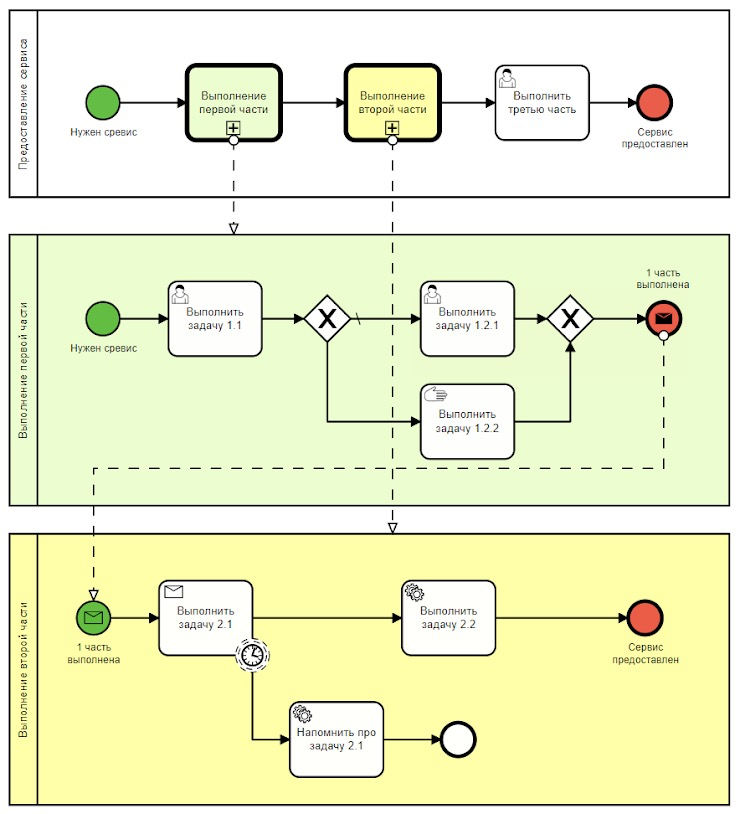 Предоставление сервиса
Нужен сревис
Выполнение
первой части
Выполнение
второй части
Выполнить
третью часть
Сервис
предоставлен
Выполнение первой части
Нужен сревис
Выполнить
задачу 1.1
Выполнить
задачу 1.2.1
Выполнить
задачу 1.2.2
1 часть
выполнена
Выполнение второй части
1 часть
выполнена
Выполнить
задачу 2.1
Выполнить
задачу 2.2
Сервис
предоставлен
Напомнить про
задачу 2.1